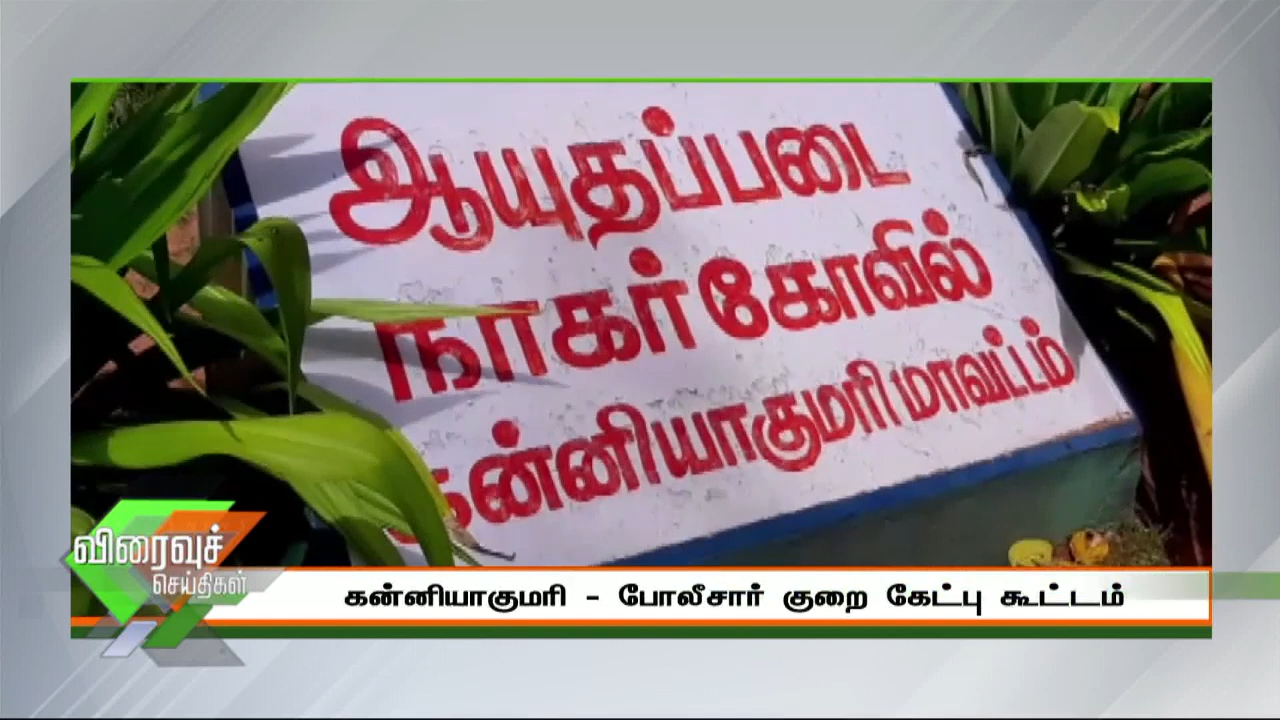 ஆயுதப்படை
நாகர்கோவில்
கன்னியாகுமரி மாவட்டம்
விரைவுச்
செய்திகள்
கன்னியாகுமரி - போலீசார் குறை கேட்பு கூட்டம்